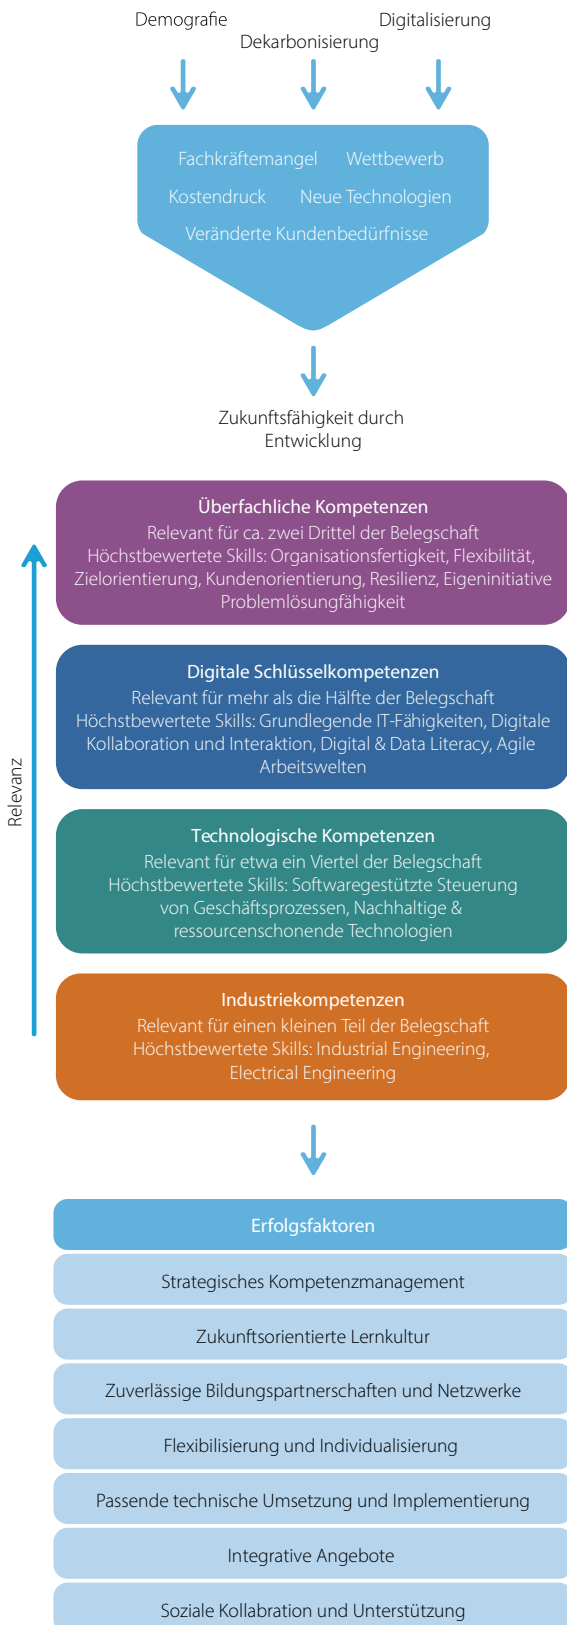 Demografie
Dekarbonisierung
Digitalisierung
Fachkräftemangel
Wettbewerb
Kostendruck
Neue Technologien
Veränderte Kundenbedürfnisse
Zukunftsfähigkeit durch
Entwicklung
Relevanz
Überfachliche Kompetenzen
Relevant für ca. zwei Drittel der Belegschaft
Höchstbewertete Skills: Organisationsfertigkeit, Flexibilität,
Zielorientierung, Kundenorientierung, Resilienz, Eigeninitiative
Problemlösungfähigkeit
Digitale Schlüsselkompetenzen
Relevant für mehr als die Hälfte der Belegschaft
Höchstbewertete Skills: Grundlegende IT-Fähigkeiten, Digitale
Kollaboration und Interaktion, Digital & Data Literacy, Agile
Arbeitswelten
Technologische Kompetenzen
Relevant für etwa ein Viertel der Belegschaft
Höchstbewertete Skills: Softwaregestützte Steuerung
von Geschäftsprozessen, Nachhaltige &
ressourcenschonende Technologien
Industriekompetenzen
Relevant für einen kleinen Teil der Belegschaft
Höchstbewertete Skills: Industrial Engineering,
Electrical Engineering
Erfolgsfaktoren
Strategisches Kompetenzmanagement
Zukunftsorientierte Lernkultur
Zuverlässige Bildungspartnerschaften und Netzwerke
Flexibilisierung und Individualisierung
Passende technische Umsetzung und Implementierung
Integrative Angebote
Soziale Kollabration und Unterstützung